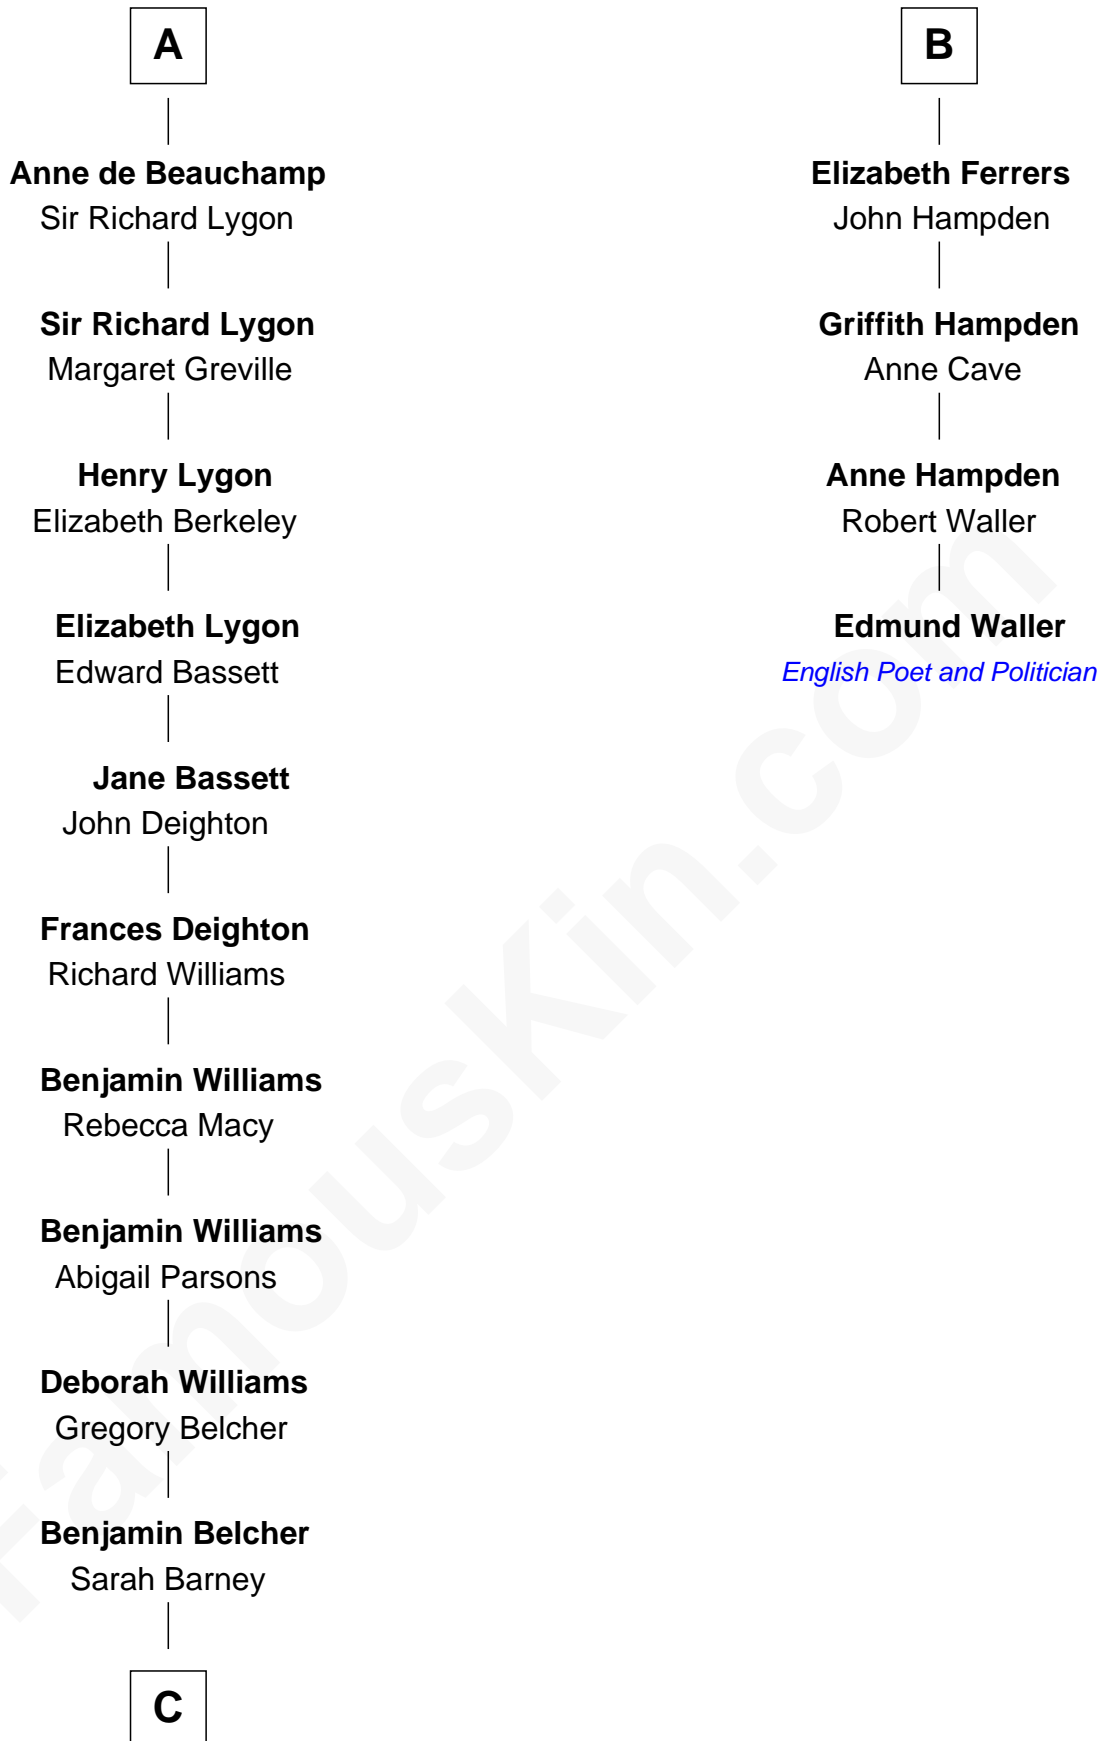 A
Anne de Beauchamp
Sir Richard Lygon
Sir Richard Lygon
Margaret Greville
Henry Lygon
Elizabeth Berkeley
Elizabeth Lygon
Edward Bassett
Jane Bassett
John Deighton
Frances Deighton
Richard Williams
Benjamin Williams
Rebecca Macy
Benjamin Williams
Abigail Parsons
Deborah Williams
Gregory Belcher
Benjamin Belcher
Sarah Barney
C
B
Elizabeth Ferrers
John Hampden
Griffith Hampden
Anne Cave
Anne Hampden
Robert Waller
Edmund Waller
English Poet and Politician
FamousKin.com